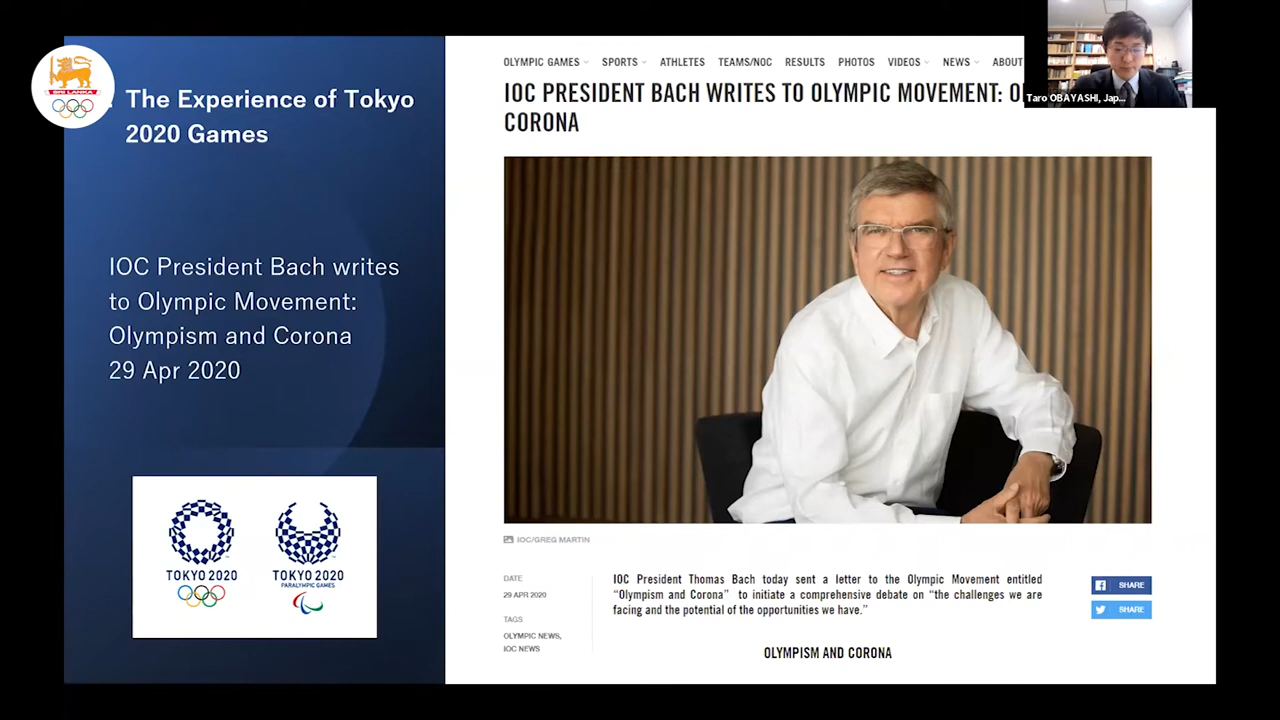 SRI LANKA
The Experience of Tokyo
2020 Games
IOC President Bach writes
to Olympic Movement:
Olympism and Corona
29 Apr 2020
TOKYO 2020
TOKYO 2020
PARALYMPIC GAMES
OLYMPIC GAMES SPORTS ATHLETES TEAMS/NOC RESULTS PHOTOS VIDEOS NEWS ABOUT
IOC PRESIDENT BACH WRITES TO OLYMPIC MOVEMENT:
CORONA
Taro OBAYASHI, Jap...
IOC/GREG MARTIN
DATE
29 APR 2020
TAGS
OLYMPIC NEWS,
IOC NEWS
IOC President Thomas Bach today sent a letter to the Olympic Movement entitled
“Olympism and Corona” to initiate a comprehensive debate on “the challenges we are
facing and the potential of the opportunities we have.”
SHARE
SHARE
OLYMPISM AND CORONA